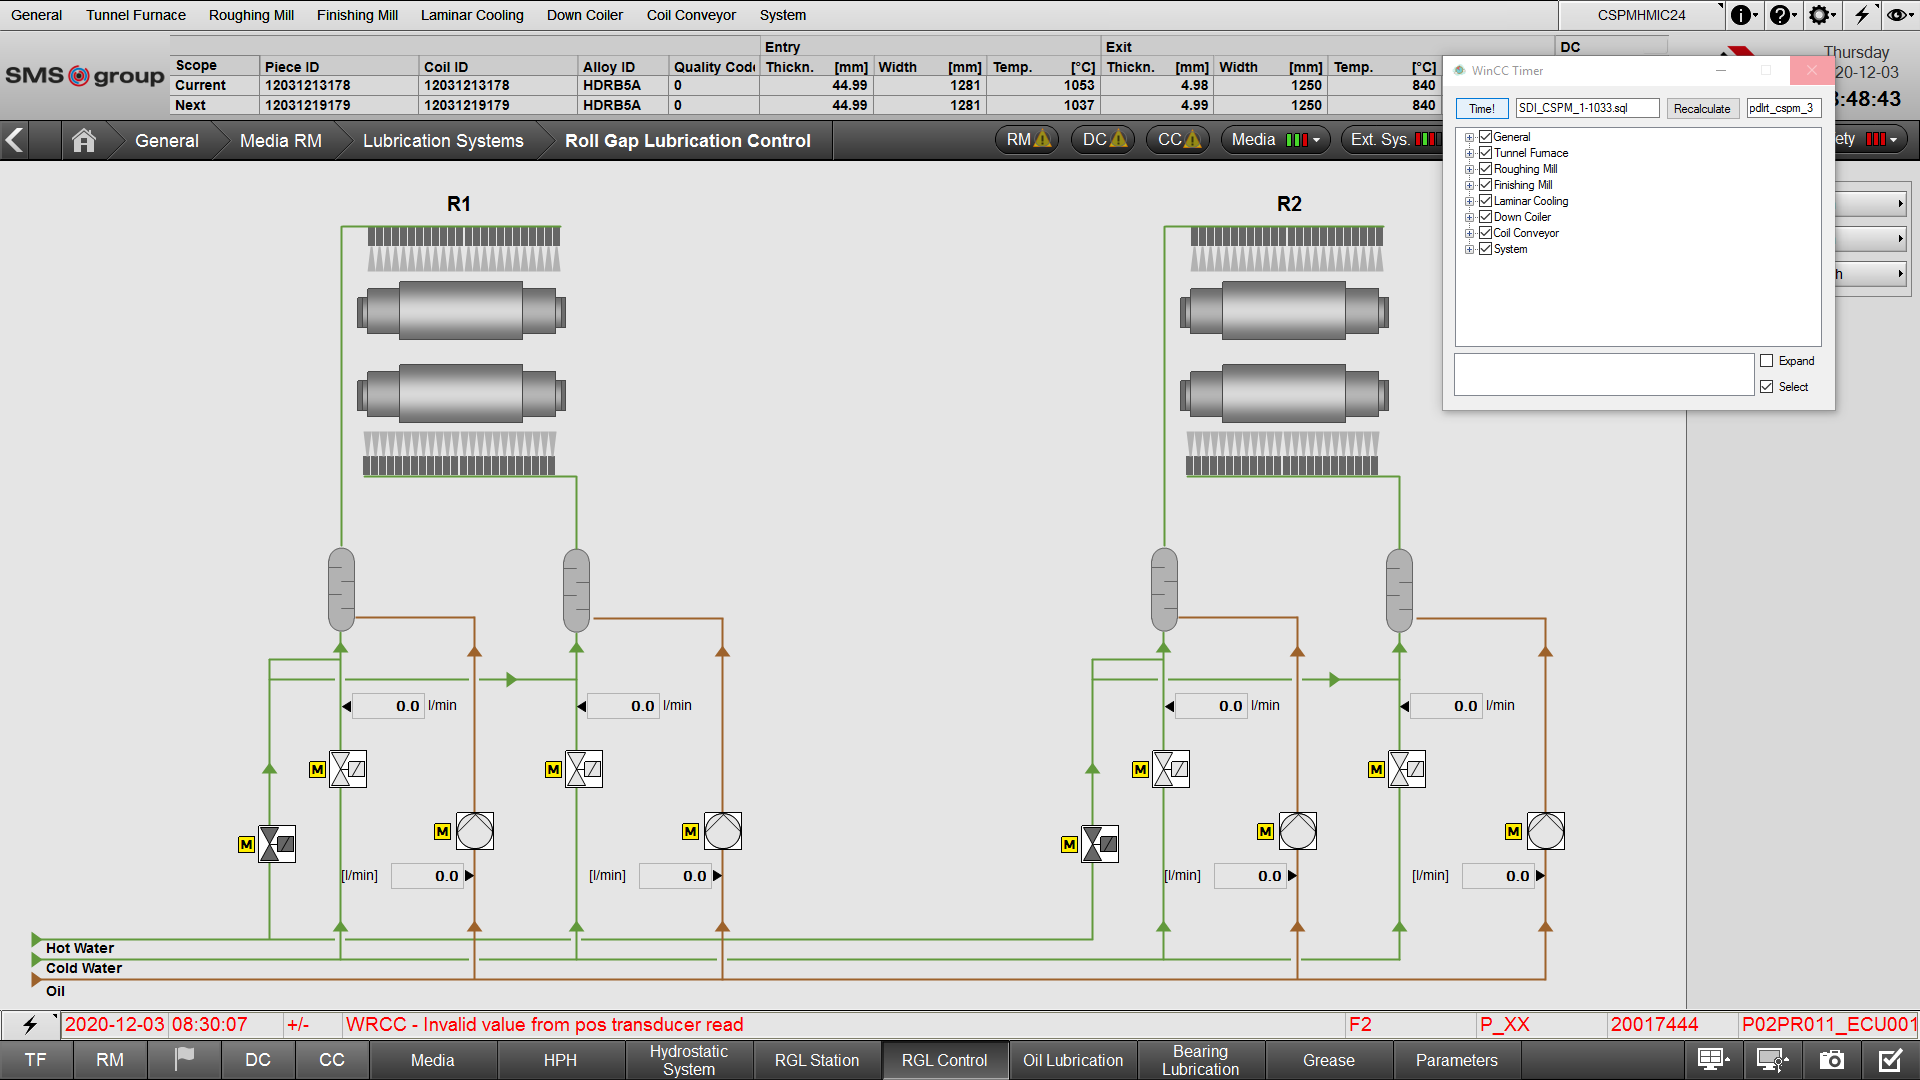 General Tunnel Furnace Roughing Mill Finishing Mill Laminar Cooling Down Coiler Coil Conveyor System CSPMHMIC24
SMS group
Entry Exit DC
Scope Piece ID Coil ID Alloy ID Quality Code Thickn. [mm] Width [mm] Temp. [°C] Thickn. [mm] Width [mm] Temp. [°C]
Current 12031213178 12031213178 HDRB5A 0 44.99 1281 1053 4.98 1250 840
Next 12031219179 12031219179 HDRB5A 0 44.99 1281 1037 4.99 1250 840
Thursday
20-12-03
3:48:43
General Media RM Lubrication Systems Roll Gap Lubrication Control RM DC CC Media Ext. Sys. ety
WinCC Timer
Time! SDI_CSPM_1-1033.sql Recalculate pdlrt_cspm_3
General
Tunnel Furnace
Roughing Mill
Finishing Mill
Laminar Cooling
Down Coiler
Coil Conveyor
System
Expand
Select
h
R1 R2
0.0 l/min 0.0 l/min 0.0 l/min 0.0 l/min
M M M M
M M M M
M M
[l/min] 0.0 [l/min] 0.0 [l/min] 0.0 [l/min] 0.0
Hot Water
Cold Water
Oil
2020-12-03 08:30:07 +/- WRCC - Invalid value from pos transducer read F2 P_XX 20017444 P02PR011_ECU001
TF RM DC CC Media HPH Hydrostatic System RGL Station RGL Control Oil Lubrication Bearing Lubrication Grease Parameters